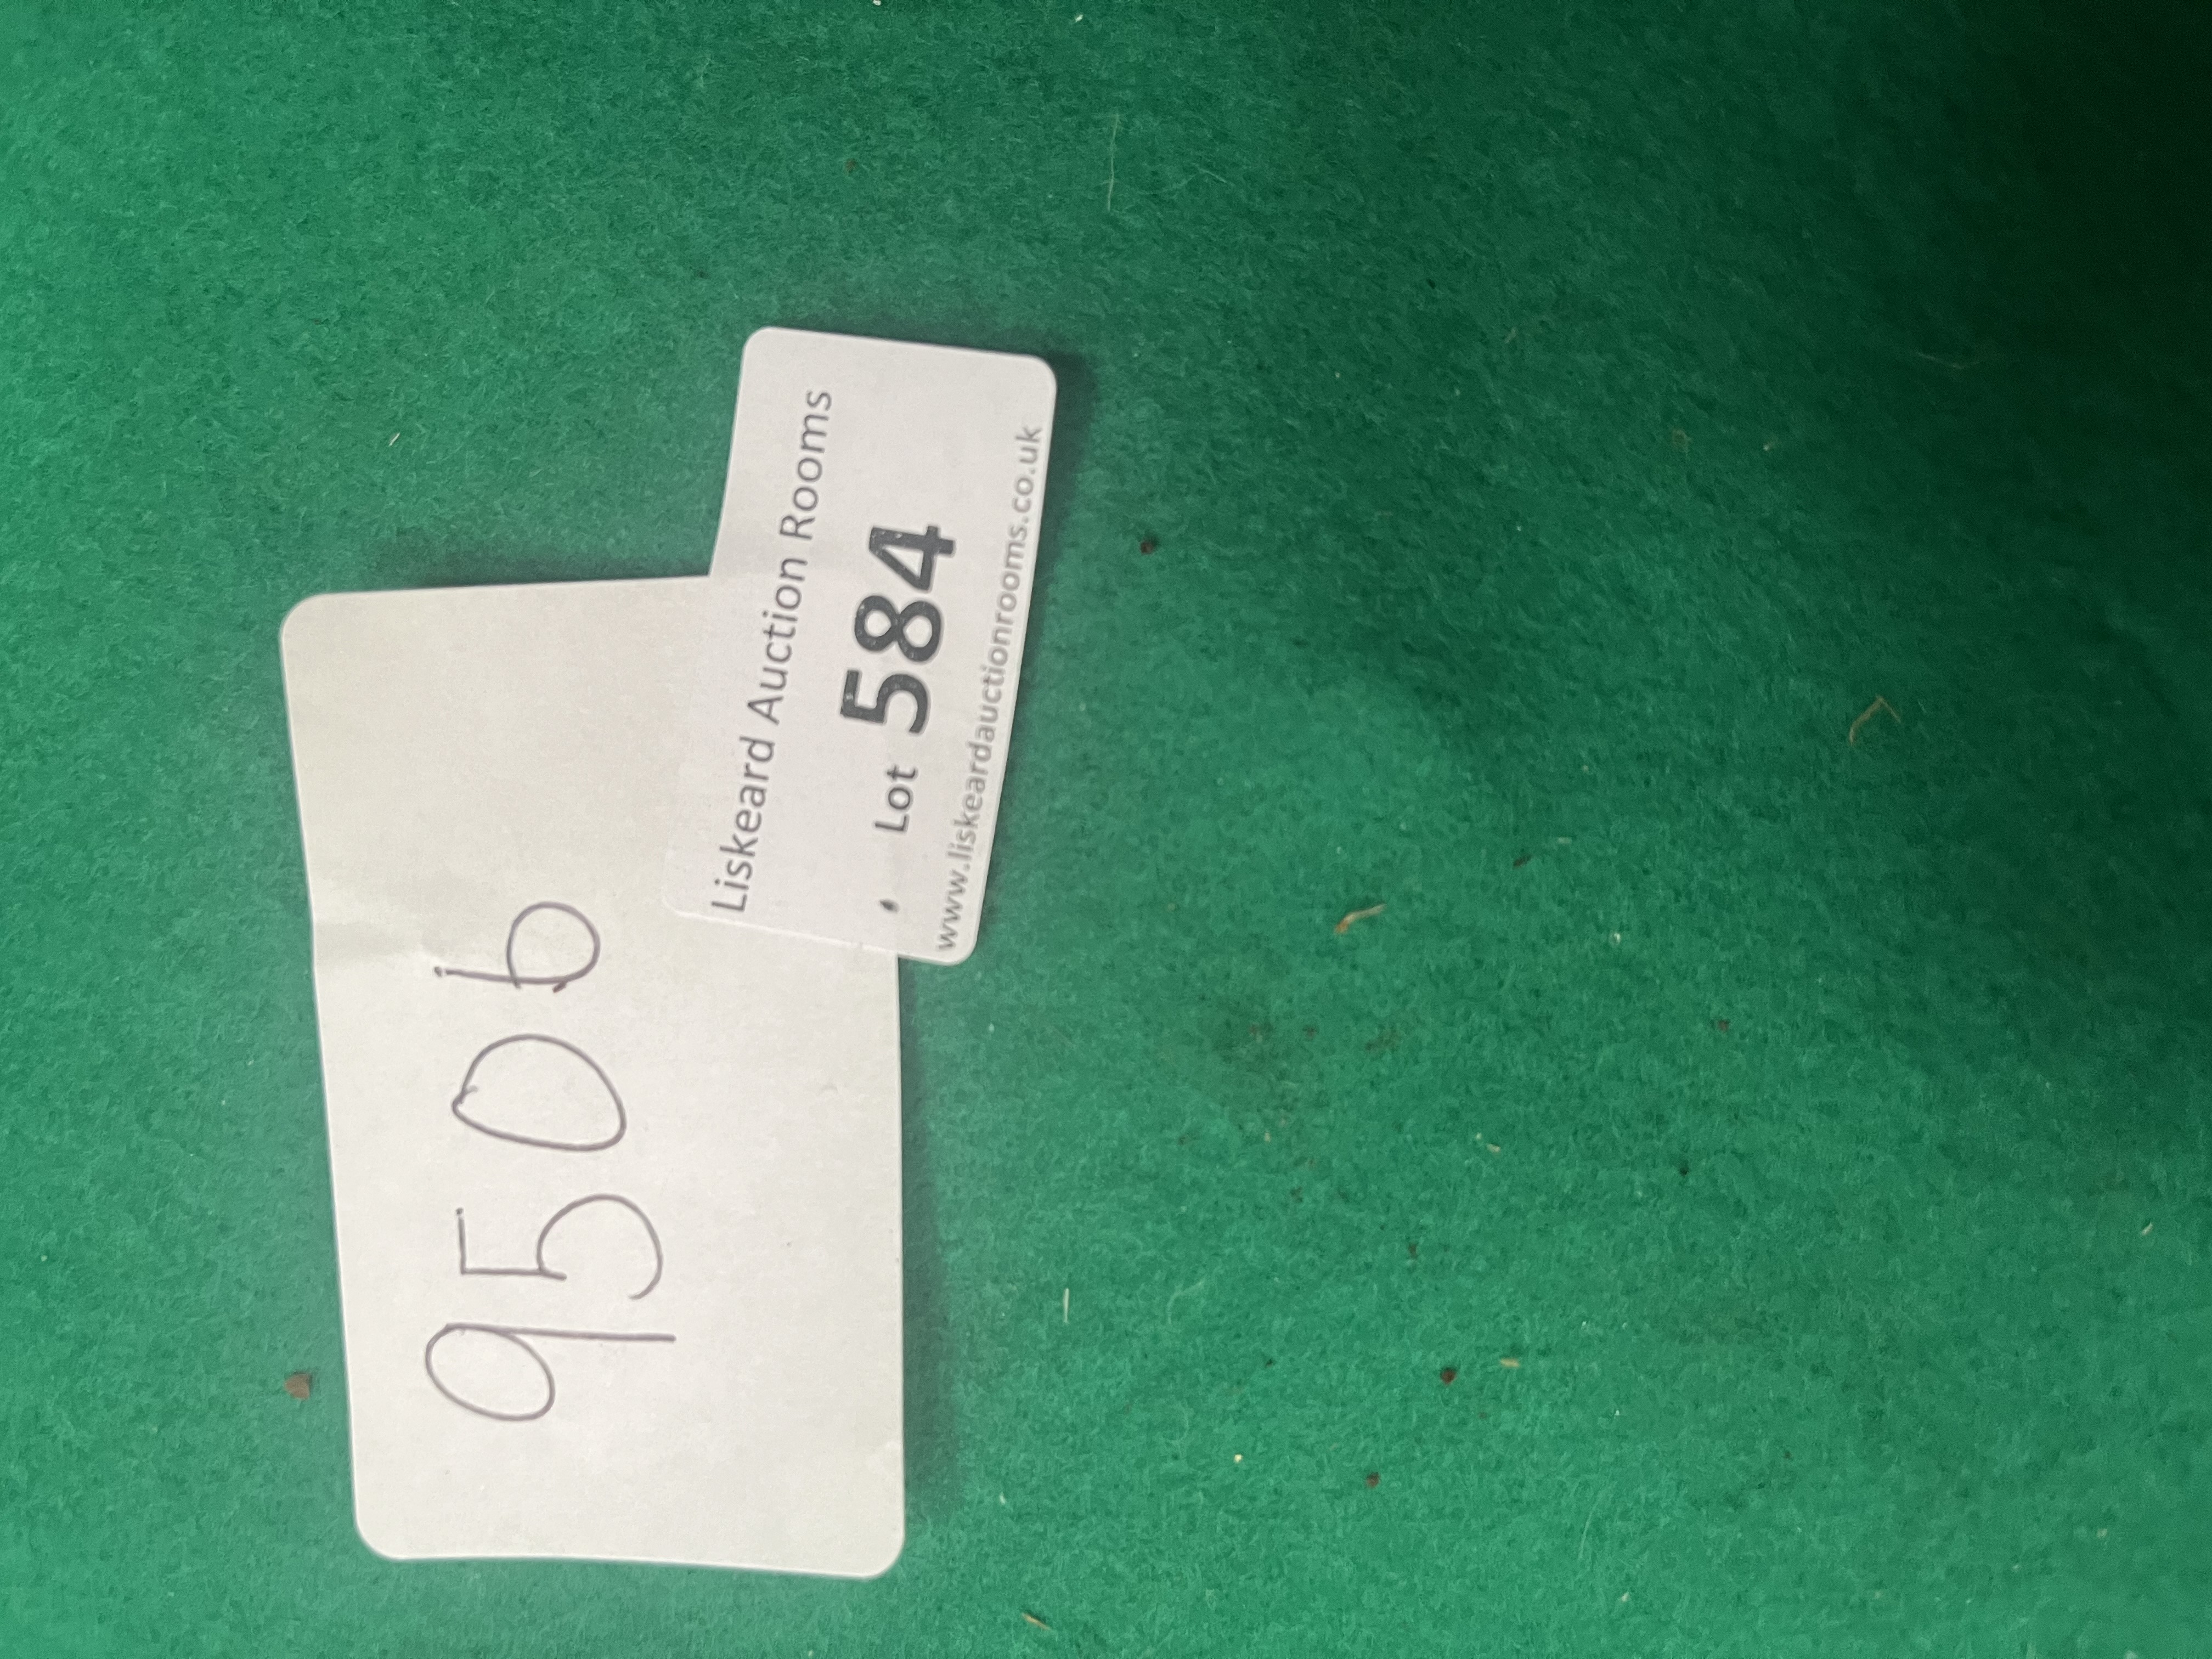 950b
Liskeard Auction Rooms
Lot 584
www.liskeardauctionrooms.co.uk